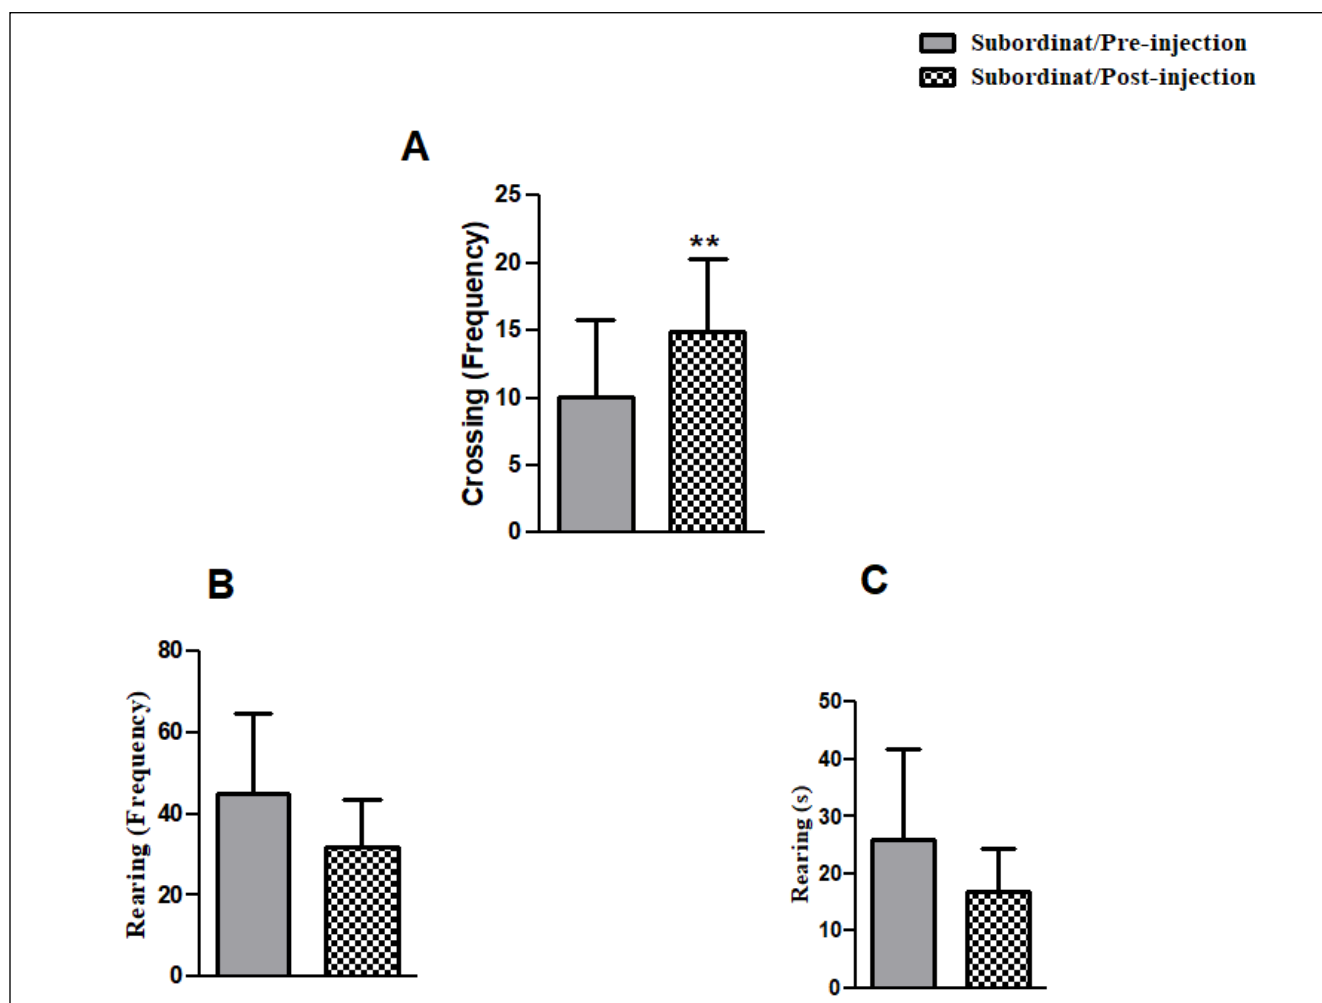 Subordinat/Pre-injection
Subordinat/Post-injection
A
25
20
15
10
5
0
Crossing (Frequency)
**
B
80
60
40
20
0
Rearing (Frequency)
C
50
40
30
20
10
0
Rearing (s)